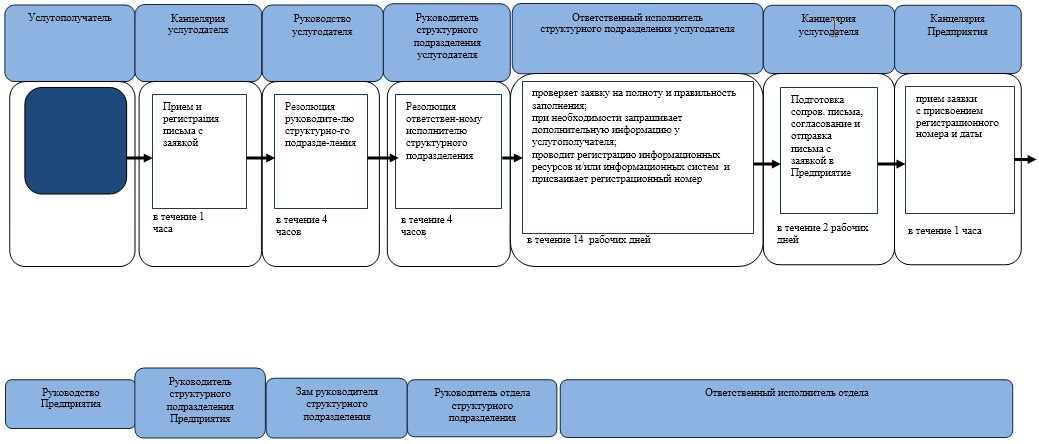 Услугополучатель
Канцелярия
услугодателя
Руководство
услугодателя
Руководитель
структурного
подразделения
услугодателя
Ответственный исполнитель
структурного подразделения услугодателя
Канцелярия
услугодателя
Канцелярия
Предприятия
Прием и
регистрация
письма с
заявкой
в течение 1
часа
Резолюция
руководите-лю
структурно-го
подразде-ления
в течение 4
часов
Резолюция
ответствен-ному
исполнителю
структурного
подразделения
в течение 4
часов
проверяет заявку на полноту и правильность
заполнения;
при необходимости запрашивает
дополнительную информацию у
услугополучателя;
проводит регистрацию информационных
ресурсов и/или информационных систем и
присваивает регистрационный номер
в течение 14 рабочих дней
Подготовка
сопров. письма,
согласование и
отправка
письма с
заявкой в
Предприятие
в течение 2 рабочих
дней
прием заявки
с присвоением
регистрационного
номера и даты
в течение 1 часа
Руководство
Предприятия
Руководитель
структурного
подразделения
Предприятия
Зам руководителя
структурного
подразделения
Руководитель отдела
структурного
подразделения
Ответственный исполнитель отдела